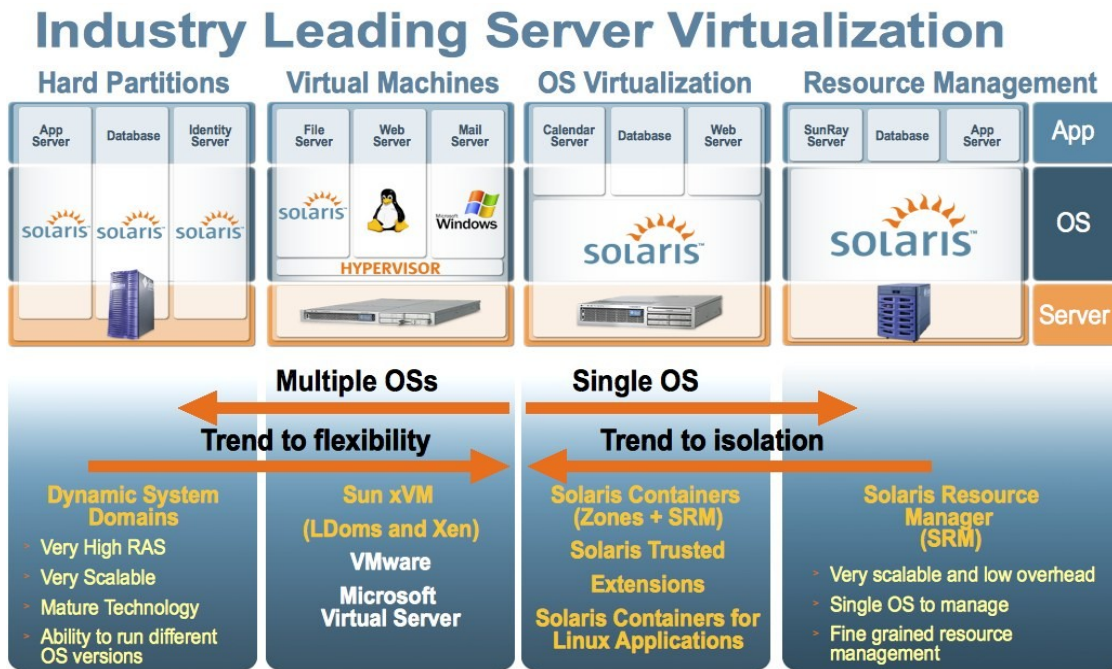 Industry Leading Server Virtualization
Hard Partitions
Virtual Machines
OS Virtualization
Resource Management
App
Server
Database
Identity
Server
File
Server
Web
Server
Mail
Server
Calendar
Server
Database
Web
Server
SunRay
Server
Database
App
Server
App
solaris
solaris
solaris
solaris
Microsoft
Windows
HYPERVISOR
solaris™
solaris™
OS
Server
Multiple OSs
Single OS
Trend to flexibility
Trend to isolation
Dynamic System
Domains
> Very High RAS
> Very Scalable
> Mature Technology
> Ability to run different
OS versions
Sun xVM
(LDoms and Xen)
VMware
Microsoft
Virtual Server
Solaris Containers
(Zones + SRM)
Solaris Trusted
Extensions
Solaris Containers for
Linux Applications
Solaris Resource
Manager
(SRM)
> Very scalable and low overhead
> Single OS to manage
> Fine grained resource
management